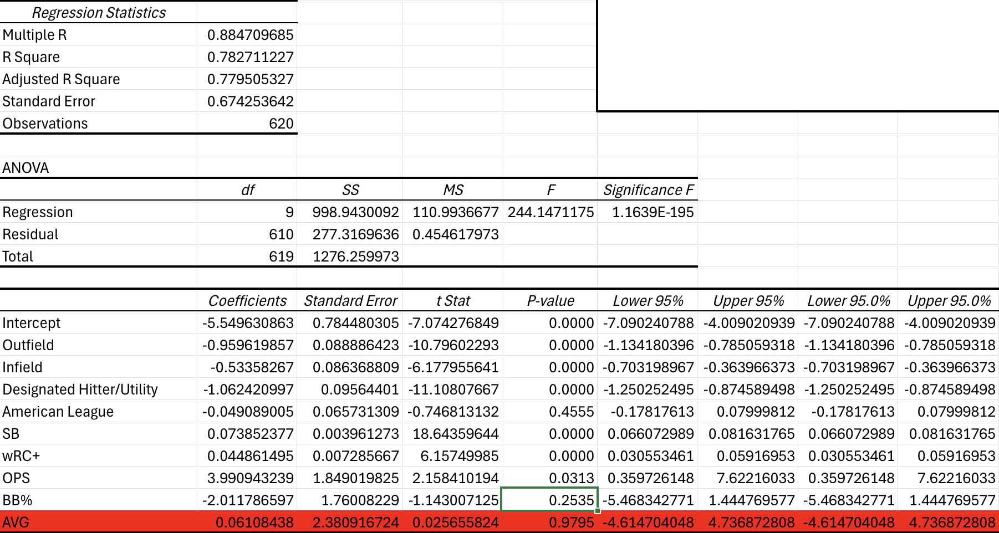 Regression Statistics
Multiple R 0.884709685
R Square 0.782711227
Adjusted R Square 0.779505327
Standard Error 0.674253642
Observations 620
ANOVA
df SS MS F Significance F
Regression 9 998.9430092 110.9936677 244.1471175 1.1639E-195
Residual 610 277.3169636 0.454617973
Total 619 1276.259973
Coefficients Standard Error t Stat P-value Lower 95% Upper 95% Lower 95.0% Upper 95.0%
Intercept -5.549630863 0.784480305 -7.074276849 0.0000 -7.090240788 -4.009020939 -7.090240788 -4.009020939
Outfield -0.959619857 0.088886423 -10.79602293 0.0000 -1.134180396 -0.785059318 -1.134180396 -0.785059318
Infield -0.53358267 0.086368809 -6.177955641 0.0000 -0.703198967 -0.363966373 -0.703198967 -0.363966373
Designated Hitter/Utility -1.062420997 0.09564401 -11.10807667 0.0000 -1.250252495 -0.874589498 -1.250252495 -0.874589498
American League -0.049089005 0.065731309 -0.746813132 0.4555 -0.17817613 0.07999812 -0.17817613 0.07999812
SB 0.073852377 0.003961273 18.64359644 0.0000 0.066072989 0.081631765 0.066072989 0.081631765
wRC+ 0.044861495 0.007285667 6.15749985 0.0000 0.030553461 0.05916953 0.030553461 0.05916953
OPS 3.990943239 1.849019825 2.158410194 0.0313 0.359726148 7.62216033 0.359726148 7.62216033
BB% -2.011786597 1.76008229 -1.143007125 0.2535 -5.468342771 1.444769577 -5.468342771 1.444769577
AVG 0.06108438 2.380916724 0.025655824 0.9795 -4.614704048 4.736872808 -4.614704048 4.736872808